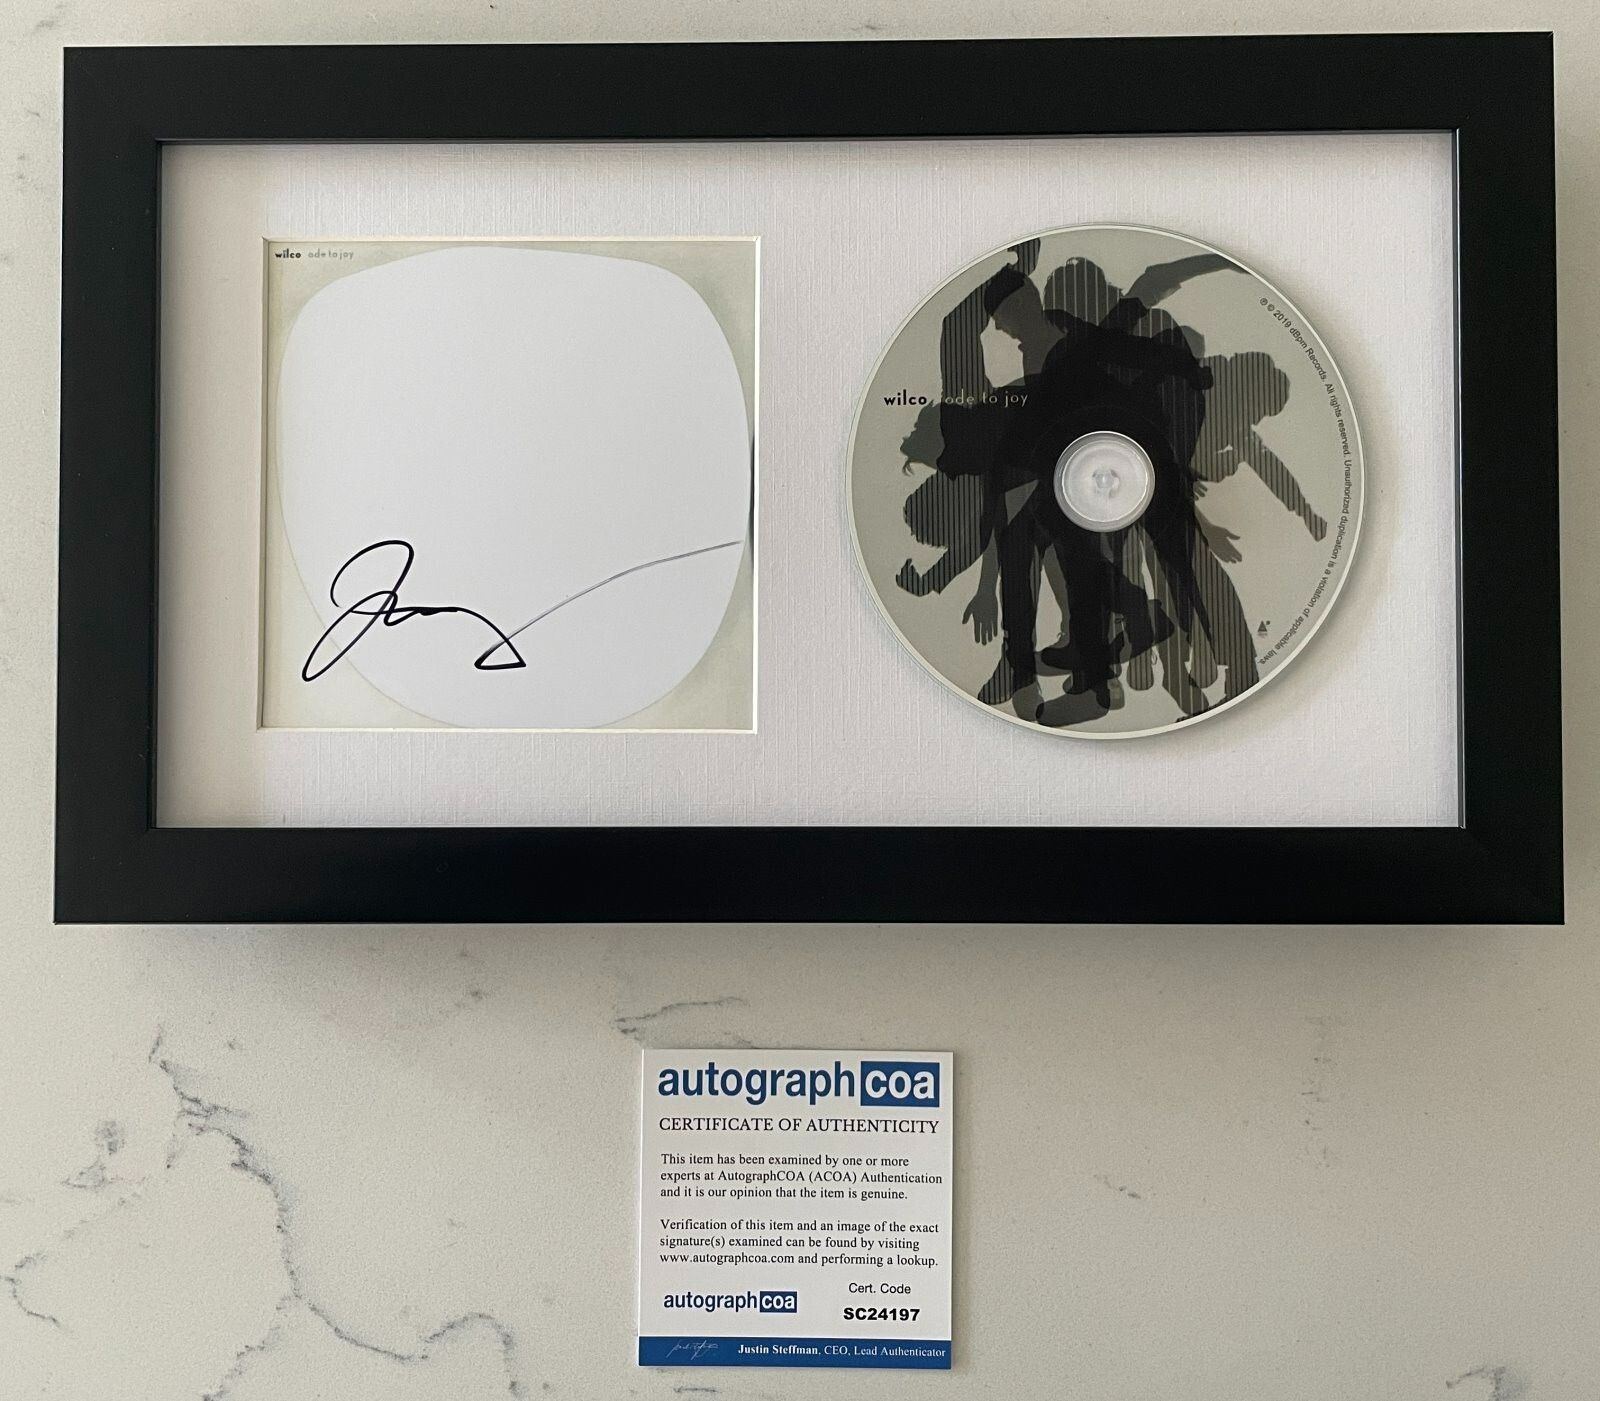 wilco ode to joy
wilco ode to joy
℗ © 2019 dBpm Records. All rights reserved. Unauthorized duplication is a violation of applicable laws.
autographcoa
CERTIFICATE OF AUTHENTICITY
This item has been examined by one or more
experts at AutographCOA (ACOA) Authentication
and it is our opinion that the item is genuine.
Verification of this item and an image of the exact
signature(s) examined can be found by visiting
www.autographcoa.com and performing a lookup.
Cert. Code
autographcoa
SC24197
Justin Steffman, CEO, Lead Authenticator